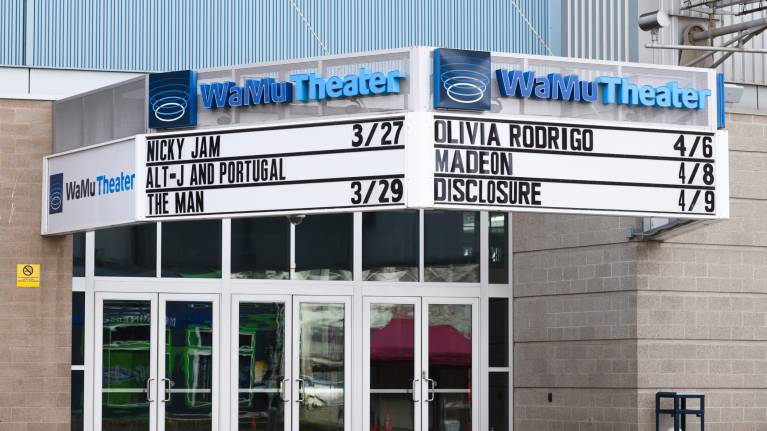 WaMu Theater
WaMu Theater
WaMu Theater
NICKY JAM 3/27
ALT-J AND PORTUGAL
THE MAN 3/29
OLIVIA RODRIGO 4/6
MADEON 4/8
DISCLOSURE 4/9